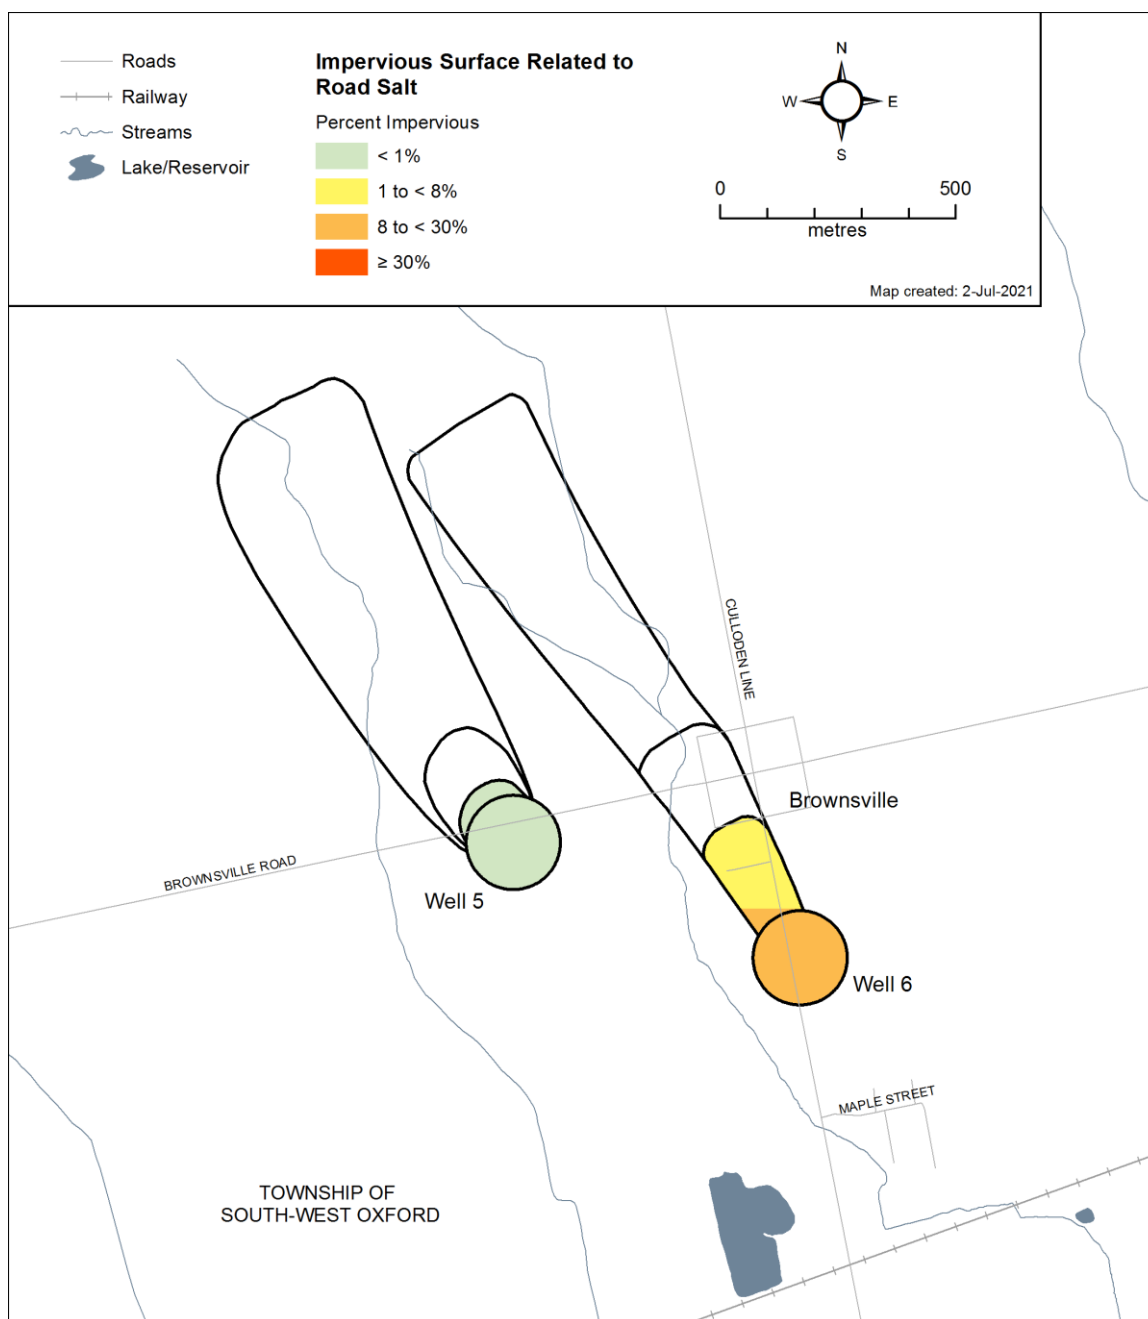 Roads
Railway
Streams
Lake/Reservoir
Impervious Surface Related to
Road Salt
Percent Impervious
< 1%
1 to < 8%
8 to < 30%
≥ 30%
N
W
E
S
0
500
metres
Map created: 2-Jul-2021
CULLODEN LINE
Brownsville
BROWNSVILLE ROAD
Well 5
Well 6
MAPLE STREET
TOWNSHIP OF
SOUTH-WEST OXFORD